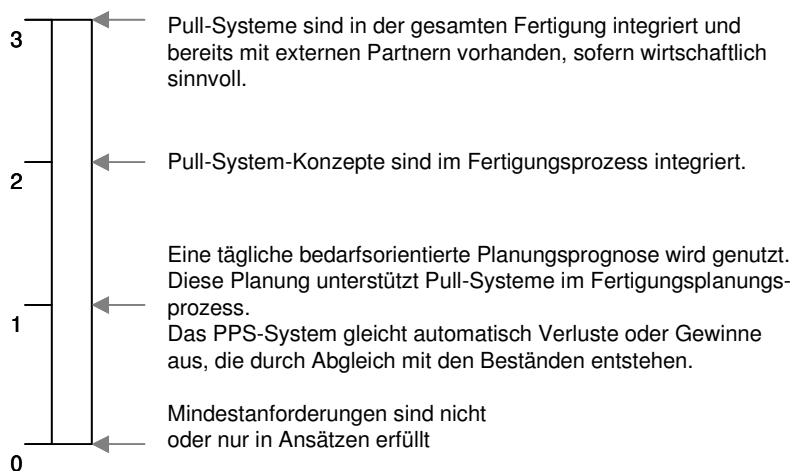 3
Pull-Systeme sind in der gesamten Fertigung integriert und
bereits mit externen Partnern vorhanden, sofern wirtschaftlich
sinnvoll.
2
Pull-System-Konzepte sind im Fertigungsprozess integriert.
Eine tägliche bedarfsorientierte Planungsprognose wird genutzt.
Diese Planung unterstützt Pull-Systeme im Fertigungsplanungs-
prozess.
1
Das PPS-System gleicht automatisch Verluste oder Gewinne
aus, die durch Abgleich mit den Beständen entstehen.
Mindestanforderungen sind nicht
oder nur in Ansätzen erfüllt
0